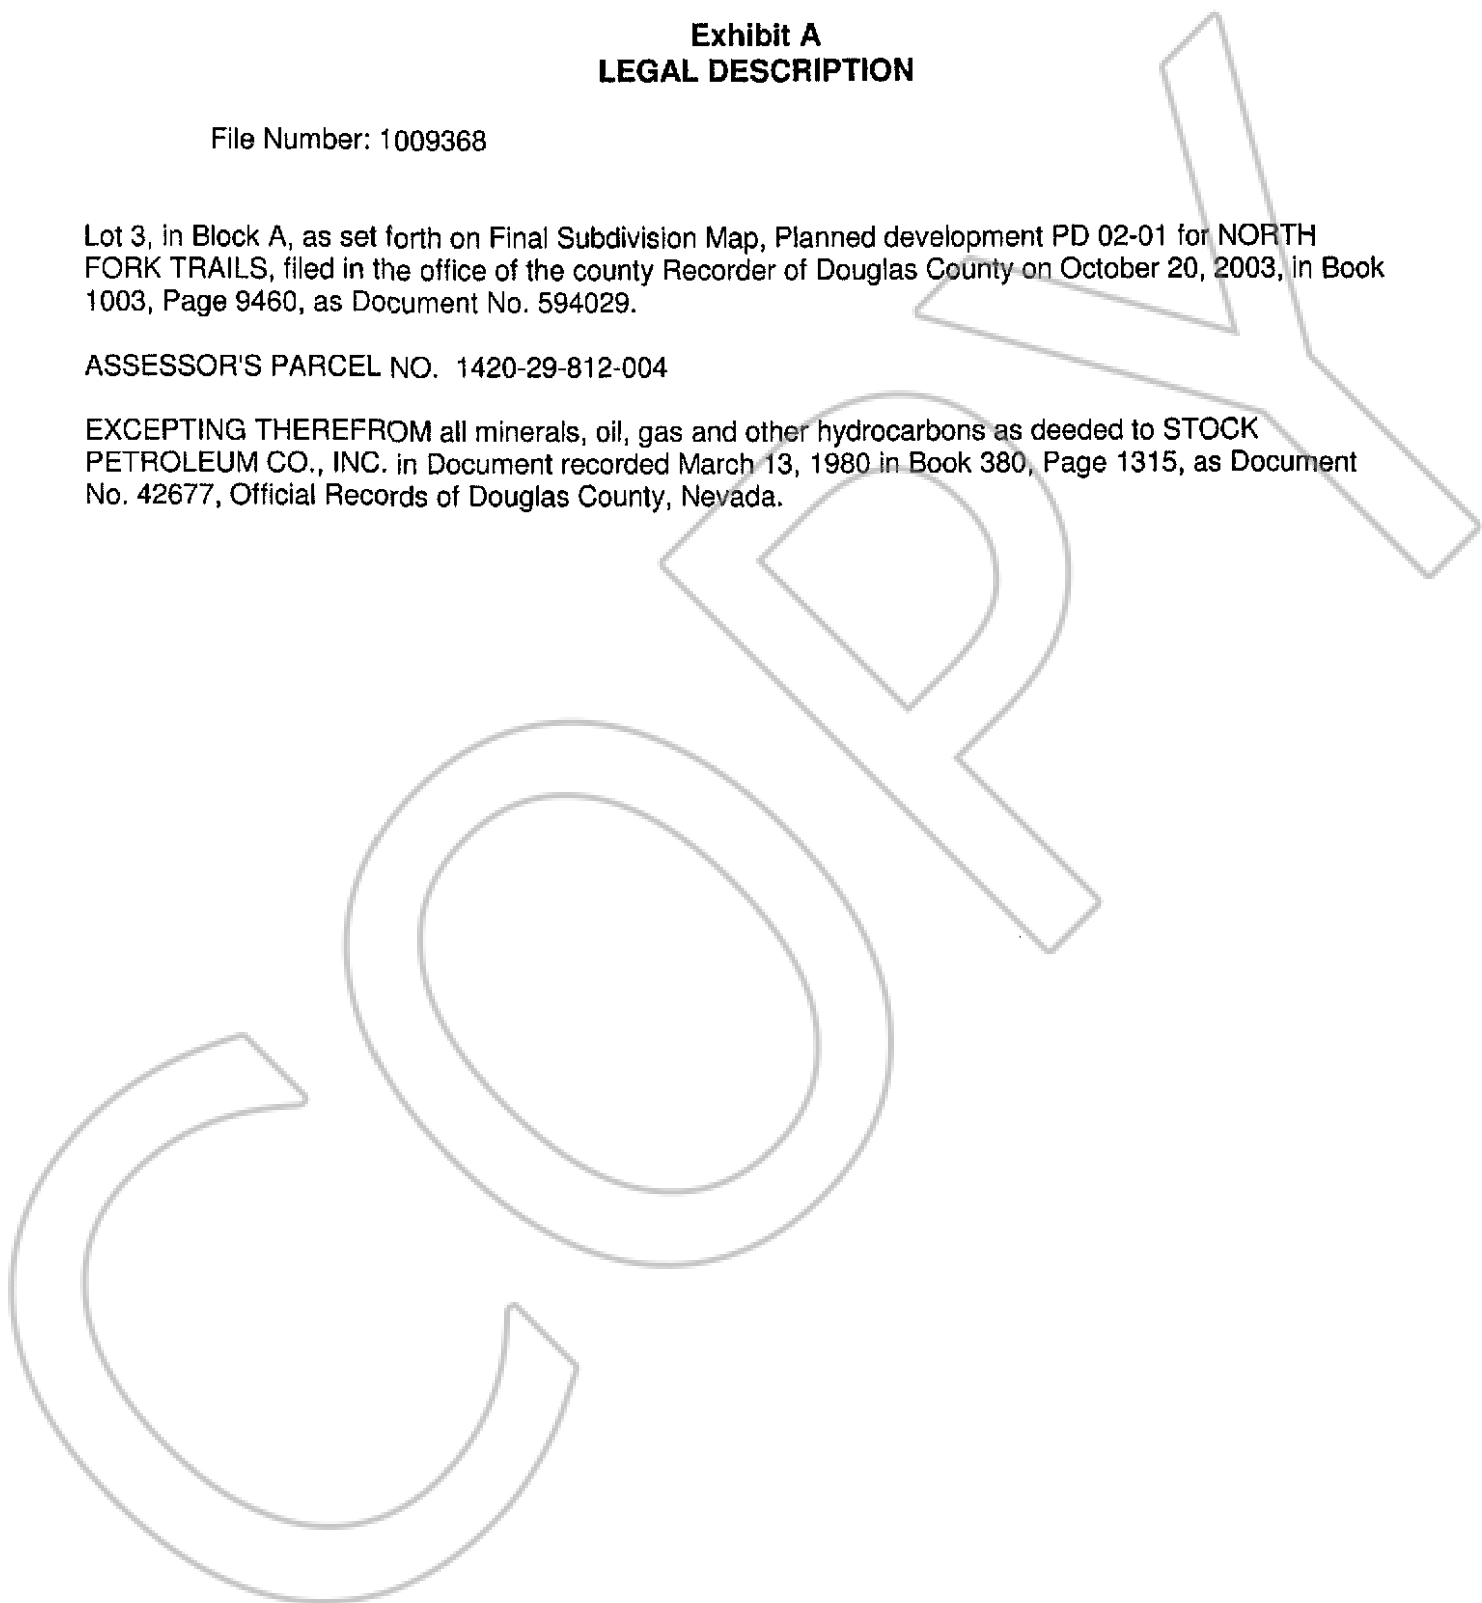 Exhibit A
LEGAL DESCRIPTION
File Number: 1009368
Lot 3, in Block A, as set forth on Final Subdivision Map, Planned development PD 02-01 for NORTH
FORK TRAILS, filed in the office of the county Recorder of Douglas County on October 20, 2003, in Book
1003, Page 9460, as Document No. 594029.
ASSESSOR'S PARCEL NO. 1420-29-812-004
EXCEPTING THEREFROM all minerals, oil, gas and other hydrocarbons as deeded to STOCK
PETROLEUM CO., INC. in Document recorded March 13, 1980 in Book 380, Page 1315, as Document
No. 42677, Official Records of Douglas County, Nevada.
COPY